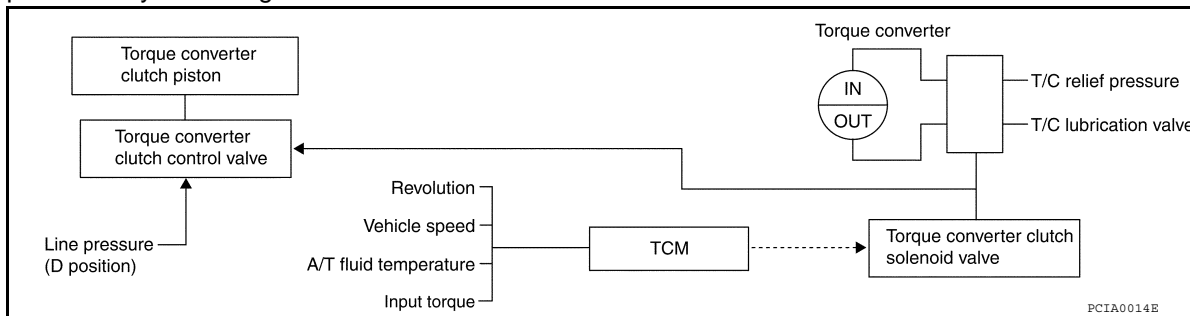 Torque converter
clutch piston
Torque converter
clutch control valve
Line pressure
(D position)
Revolution
Vehicle speed
A/T fluid temperature
Input torque
TCM
Torque converter
IN
OUT
T/C relief pressure
T/C lubrication valve
Torque converter clutch
solenoid valve
PCIA0014E